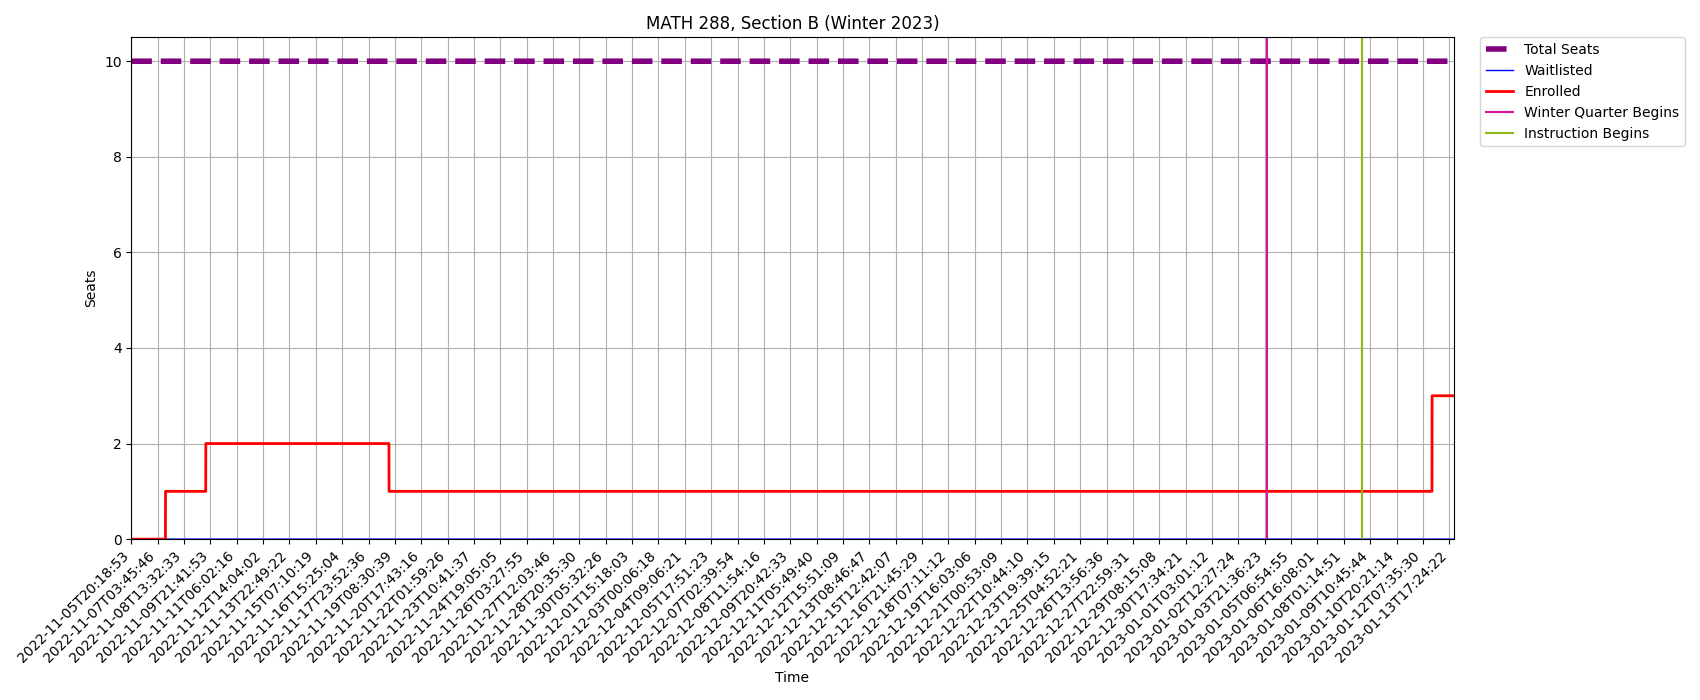 MATH 288, Section B (Winter 2023)
Total Seats
Waitlisted
Enrolled
Winter Quarter Begins
Instruction Begins
10
8
6
4
2
0
Seats
2022-11-05T20:18:53
2022-11-07T03:45:46
2022-11-08T13:32:33
2022-11-09T21:41:53
2022-11-11T06:02:16
2022-11-12T14:04:02
2022-11-13T22:49:22
2022-11-15T07:10:19
2022-11-16T15:25:04
2022-11-17T23:52:36
2022-11-19T08:30:39
2022-11-20T17:43:16
2022-11-22T01:59:26
2022-11-23T10:41:37
2022-11-24T19:05:05
2022-11-26T03:27:55
2022-11-27T12:03:46
2022-11-28T20:35:30
2022-11-30T05:32:26
2022-12-01T15:18:03
2022-12-03T00:06:18
2022-12-04T09:06:21
2022-12-05T17:51:23
2022-12-07T02:39:54
2022-12-08T11:54:16
2022-12-09T20:42:33
2022-12-11T05:49:40
2022-12-12T15:51:09
2022-12-13T08:46:47
2022-12-15T12:42:07
2022-12-16T21:45:29
2022-12-18T07:11:12
2022-12-19T16:03:06
2022-12-21T00:53:09
2022-12-22T10:44:10
2022-12-23T19:39:15
2022-12-25T04:52:21
2022-12-26T13:56:36
2022-12-27T22:59:31
2022-12-29T08:15:08
2022-12-30T17:34:21
2023-01-01T03:01:12
2023-01-02T12:27:24
2023-01-03T21:36:23
2023-01-05T06:54:55
2023-01-06T16:08:01
2023-01-08T01:14:51
2023-01-09T10:45:44
2023-01-10T20:21:14
2023-01-12T07:35:30
2023-01-13T17:24:22
Time